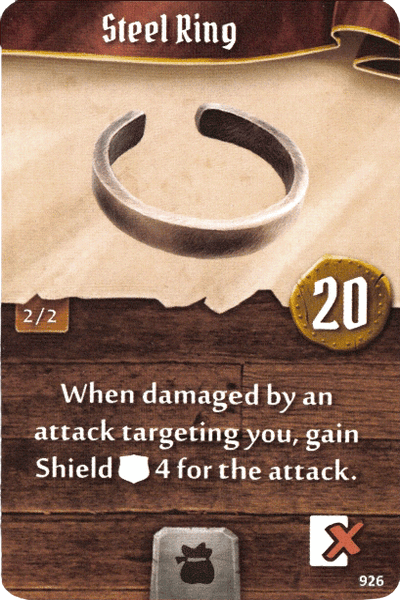 Steel Ring
2/2
20
When damaged by an
attack targeting you, gain
Shield 4 for the attack.
926